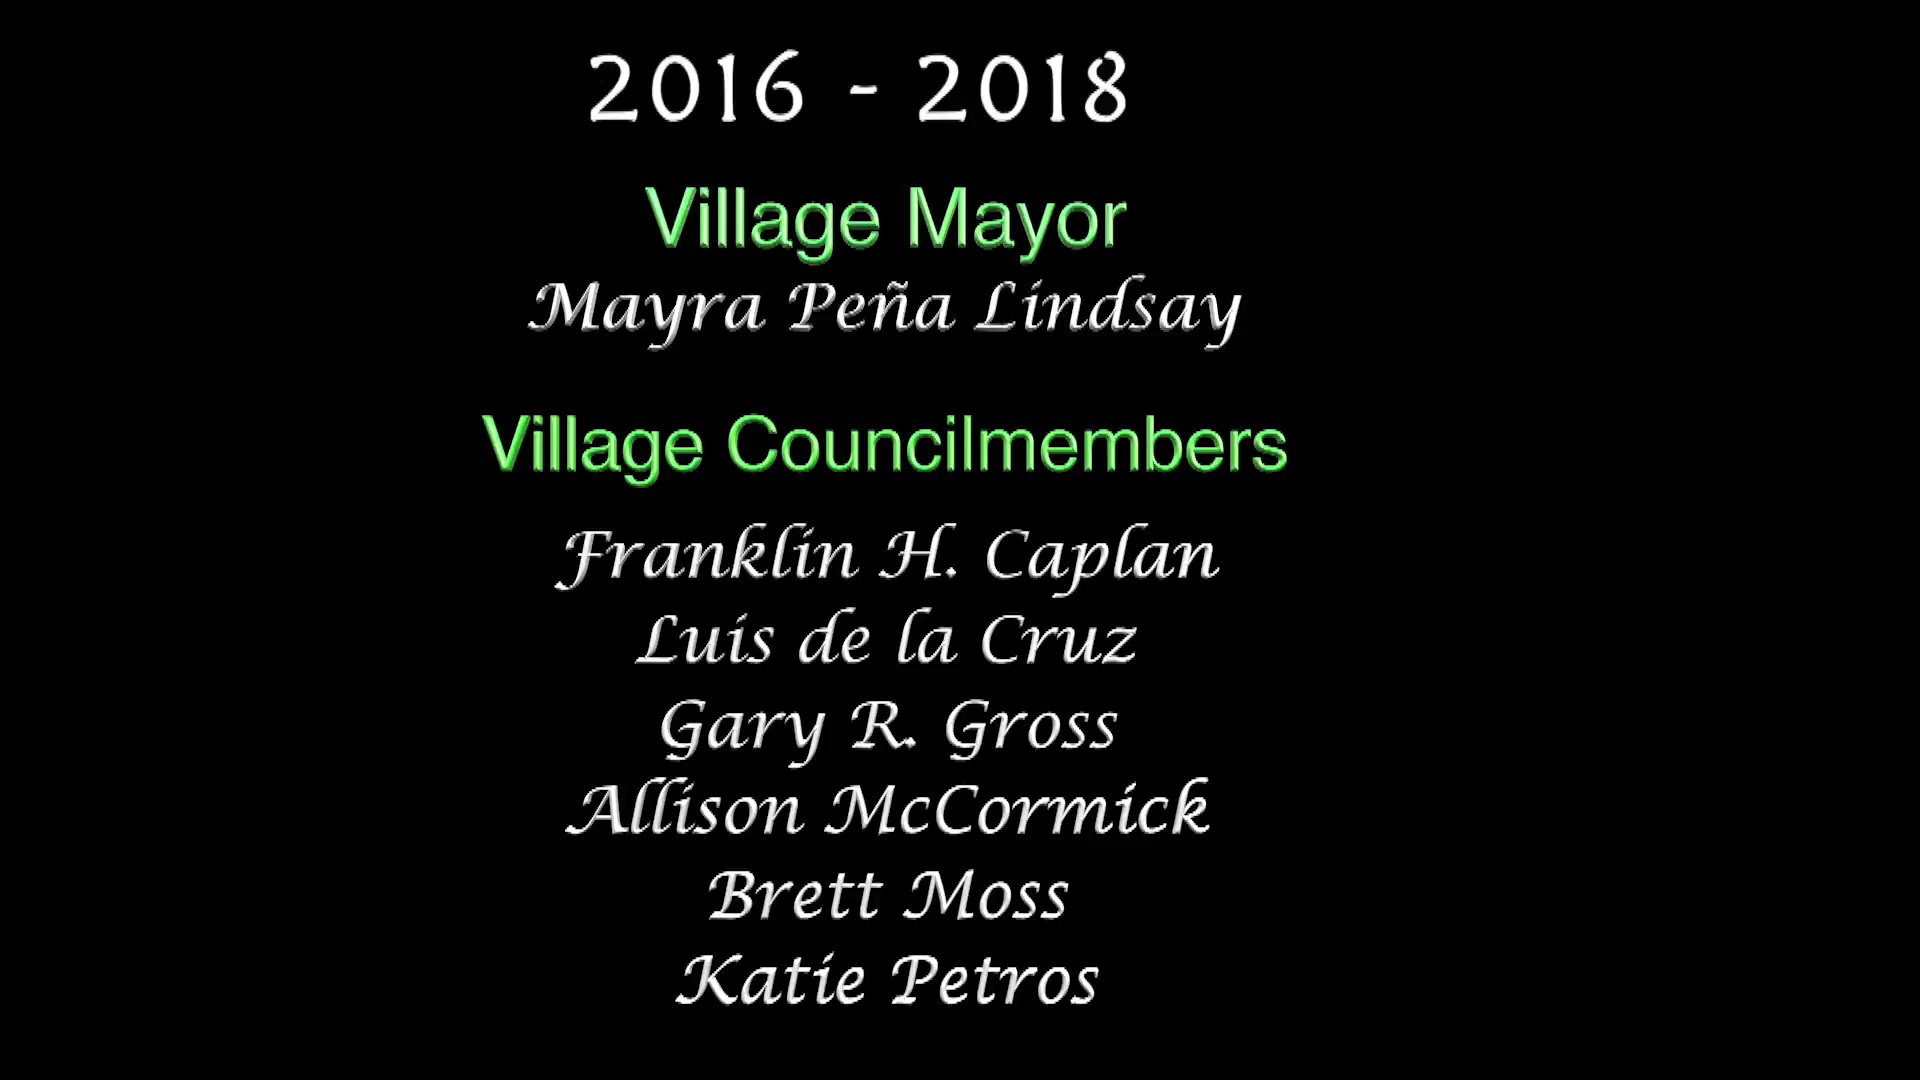 2016 - 2018
Village Mayor
Mayra Peña Lindsay
Village Councilmembers
Franklin H. Caplan
Luis de la Cruz
Gary R. Gross
Allison McCormick
Brett Moss
Katie Petros